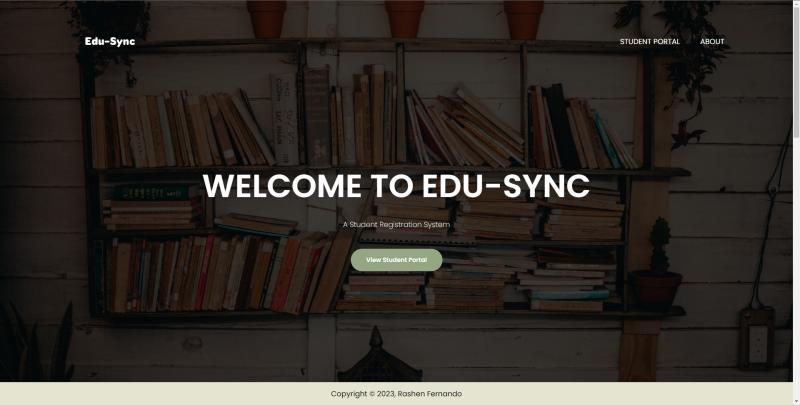 Edu-Sync
STUDENT PORTAL
ABOUT
WELCOME TO EDU-SYNC
A Student Registration System
View Student Portal
Copyright © 2023, Rashen Fernando